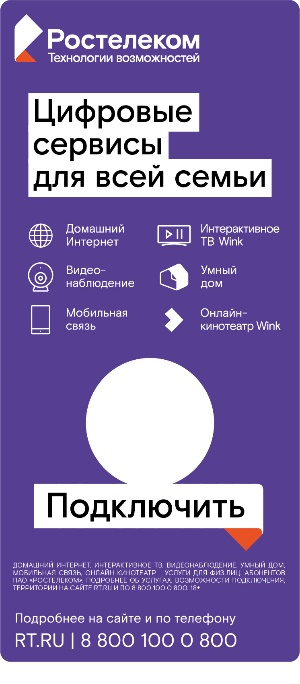 Ростелеком
Технологии возможностей
Цифровые
сервисы
для всей семьи
Домашний
Интернет
Интерактивное
ТВ Wink
Видео-
наблюдение
Умный
дом
Мобильная
связь
Онлайн-
кинотеатр Wink
Подключить
ДОМАШНИЙ ИНТЕРНЕТ, ИНТЕРАКТИВНОЕ ТВ, ВИДЕОНАБЛЮДЕНИЕ, УМНЫЙ ДОМ,
МОБИЛЬНАЯ СВЯЗЬ, ОНЛАЙН КИНОТЕАТР - УСЛУГИ ДЛЯ ФИЗ.ЛИЦ, АБОНЕНТОВ
ПАО «РОСТЕЛЕКОМ». ПОДРОБНЕЕ ОБ УСЛУГАХ, ВОЗМОЖНОСТИ ПОДКЛЮЧЕНИЯ,
ТЕРРИТОРИИ НА САЙТЕ RT.RU И ПО 8 800 100 0 800. 18+
Подробнее на сайте и по телефону
RT.RU | 8 800 100 0 800